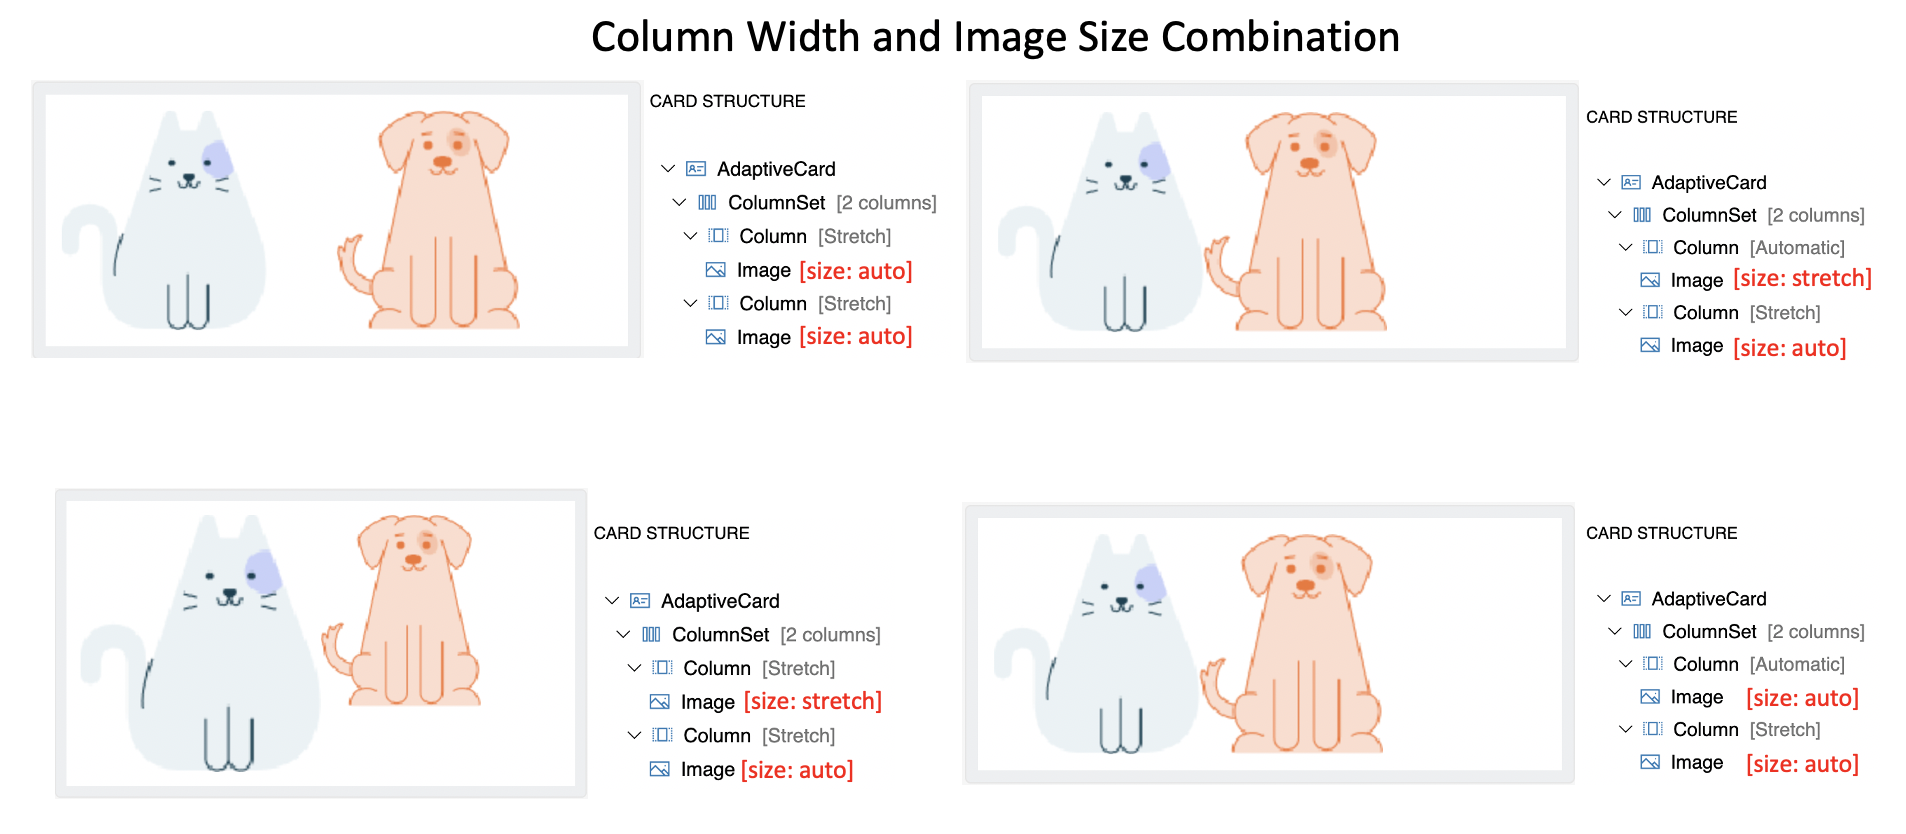 Column Width and Image Size Combination
CARD STRUCTURE
AdaptiveCard
ColumnSet [2 columns]
Column [Stretch]
Image [size: auto]
Column [Stretch]
Image [size: auto]
CARD STRUCTURE
AdaptiveCard
ColumnSet [2 columns]
Column [Automatic]
Image [size: stretch]
Column [Stretch]
Image [size: auto]
CARD STRUCTURE
AdaptiveCard
ColumnSet [2 columns]
Column [Stretch]
Image [size: stretch]
Column [Stretch]
Image [size: auto]
CARD STRUCTURE
AdaptiveCard
ColumnSet [2 columns]
Column [Automatic]
Image [size: auto]
Column [Stretch]
Image [size: auto]